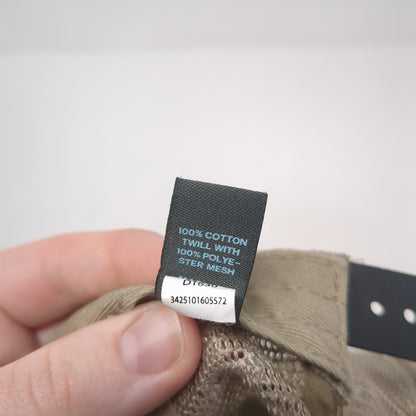 100% COTTON
TWILL WITH
100% POLYE-
STER MESH
3425101605572